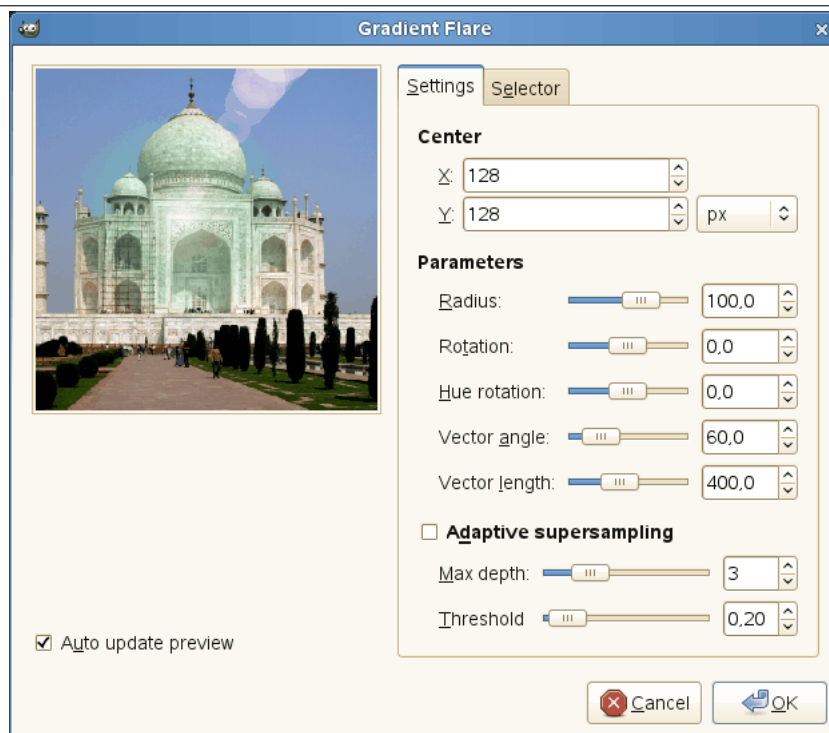 Gradient Flare
Settings
Selector
Center
X: 128
Y: 128 px
Parameters
Radius: 100,0
Rotation: 0,0
Hue rotation: 0,0
Vector angle: 60,0
Vector length: 400,0
Adaptive supersampling
Max depth: 3
Threshold 0,20
Auto update preview
Cancel
OK